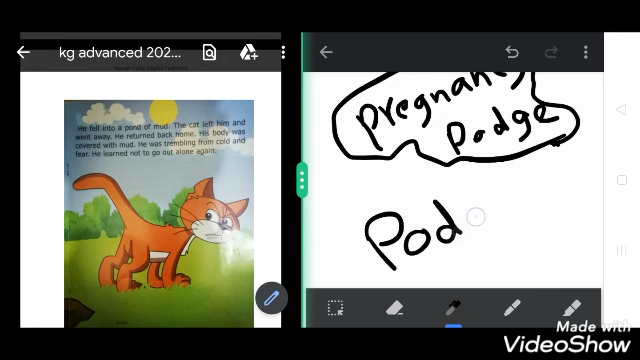 kg advanced 202...
He fell into a pond of mud. The cat left him and
went away. He returned back home. His body was
covered with mud. He was trembling from cold and
fear. He learned not to go out alone again.
Podge
Pod
Made with
VideoShow